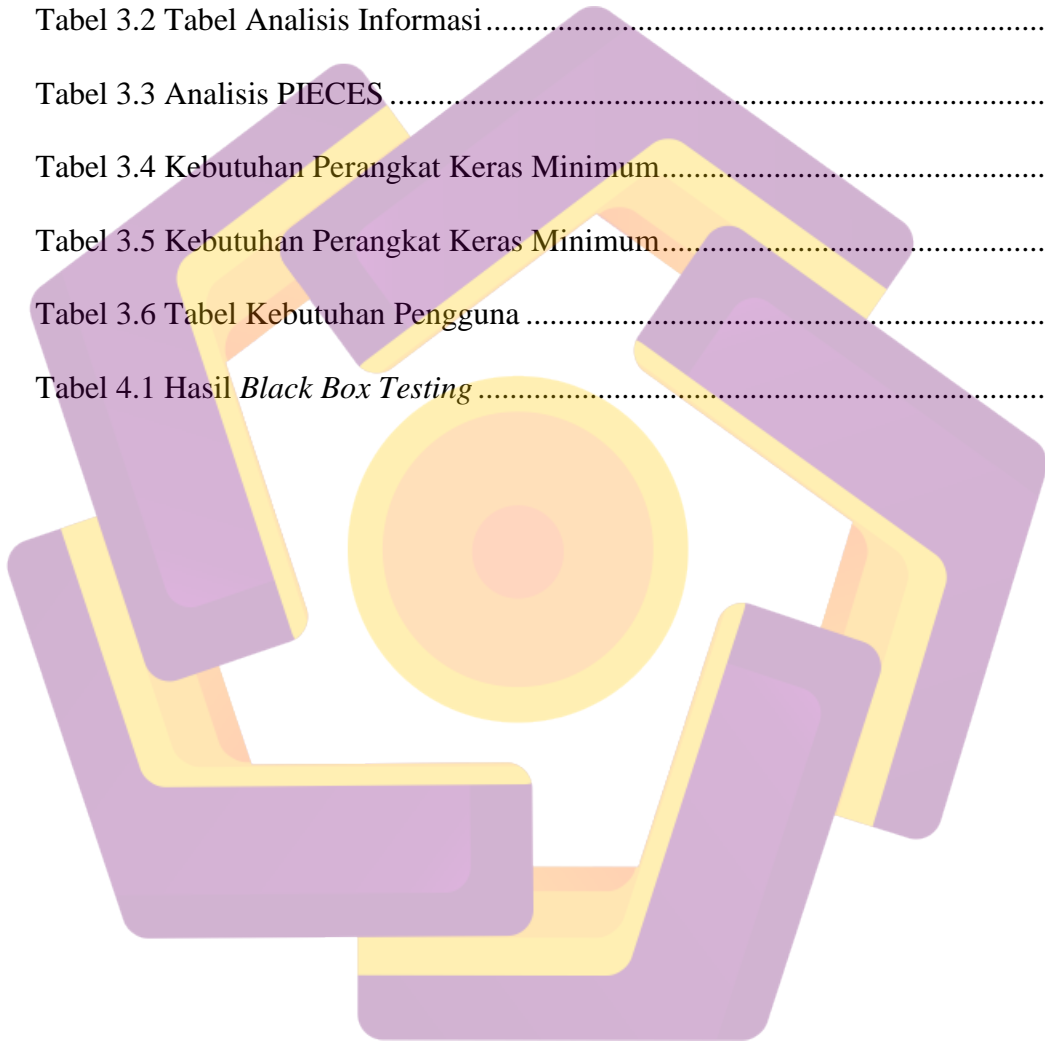 Tabel 3.2 Tabel Analisis Informasi........................................................................
Tabel 3.3 Analisis PIECES....................................................................................
Tabel 3.4 Kebutuhan Perangkat Keras Minimum................................................
Tabel 3.5 Kebutuhan Perangkat Keras Minimum................................................
Tabel 3.6 Tabel Kebutuhan Pengguna..................................................................
Tabel 4.1 Hasil Black Box Testing........................................................................